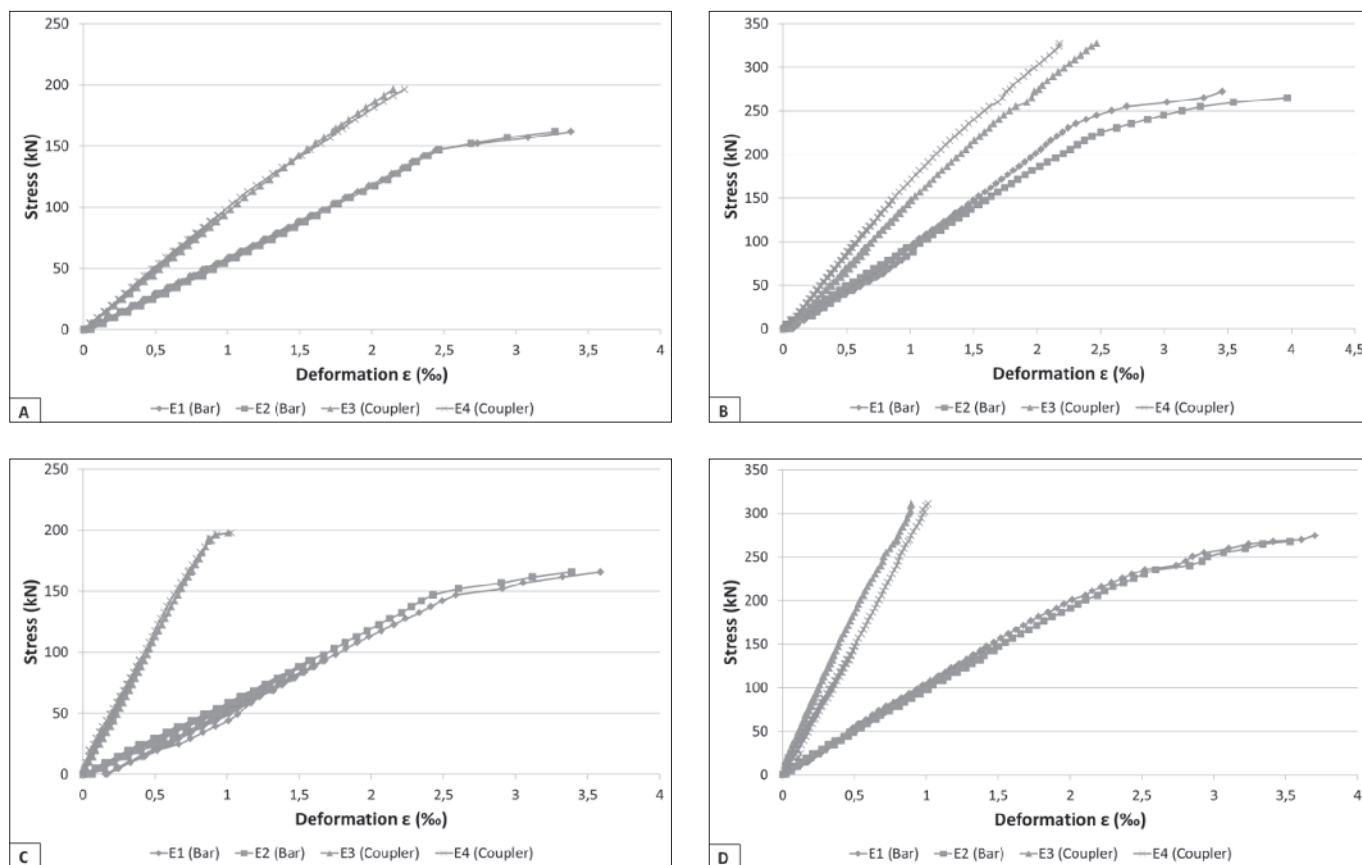 250
200
150
100
50
0
Stress (kN)
0 0,5 1 1,5 2 2,5 3 3,5 4
Deformation ε (‰)
E1 (Bar) E2 (Bar) E3 (Coupler) E4 (Coupler)
A
350
300
250
200
150
100
50
0
Stress (kN)
0 0,5 1 1,5 2 2,5 3 3,5 4 4,5
Deformation ε (‰)
E1 (Bar) E2 (Bar) E3 (Coupler) E4 (Coupler)
B
250
200
150
100
50
0
Stress (kN)
0 0,5 1 1,5 2 2,5 3 3,5 4
Deformation ε (‰)
E1 (Bar) E2 (Bar) E3 (Coupler) E4 (Coupler)
C
350
300
250
200
150
100
50
0
Stress (kN)
0 0,5 1 1,5 2 2,5 3 3,5 4
Deformation ε (‰)
E1 (Bar) E2 (Bar) E3 (Coupler) E4 (Coupler)
D